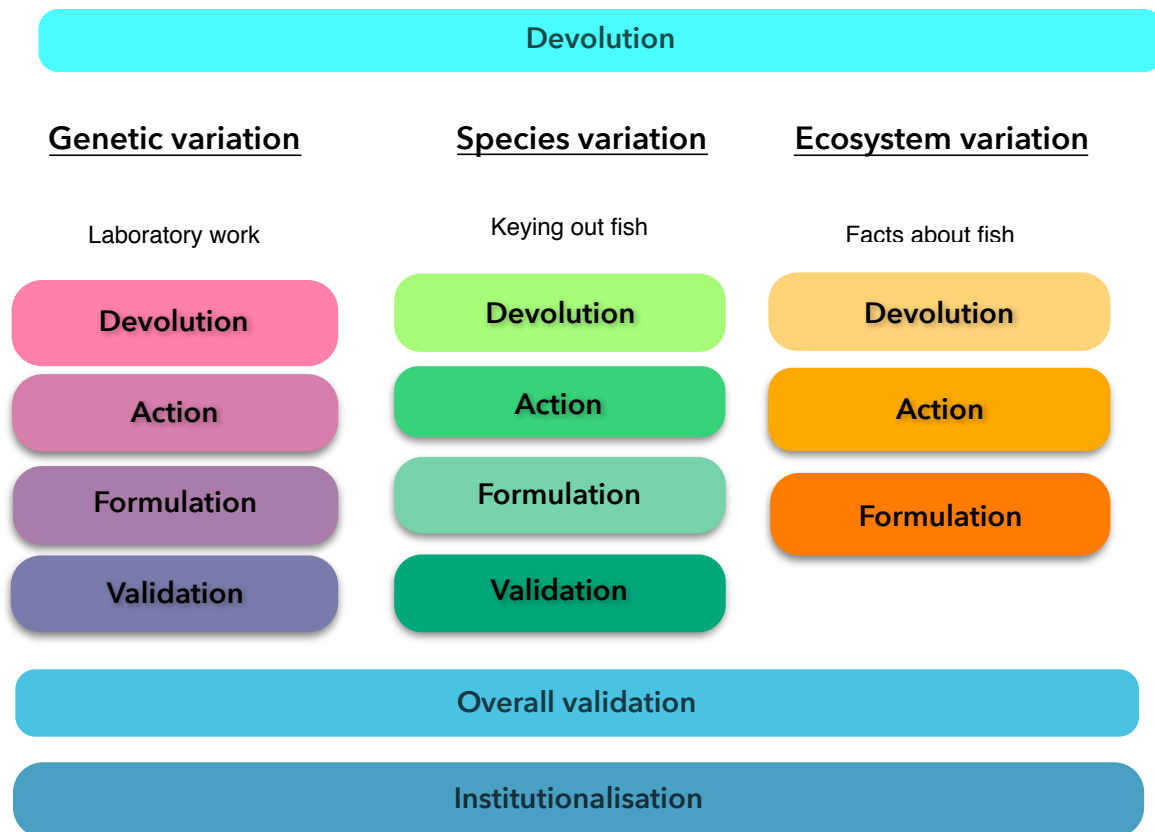 Devolution
Genetic variation
Species variation
Ecosystem variation
Laboratory work
Keying out fish
Facts about fish
Devolution
Devolution
Devolution
Action
Action
Action
Formulation
Formulation
Formulation
Validation
Validation
Overall validation
Institutionalisation